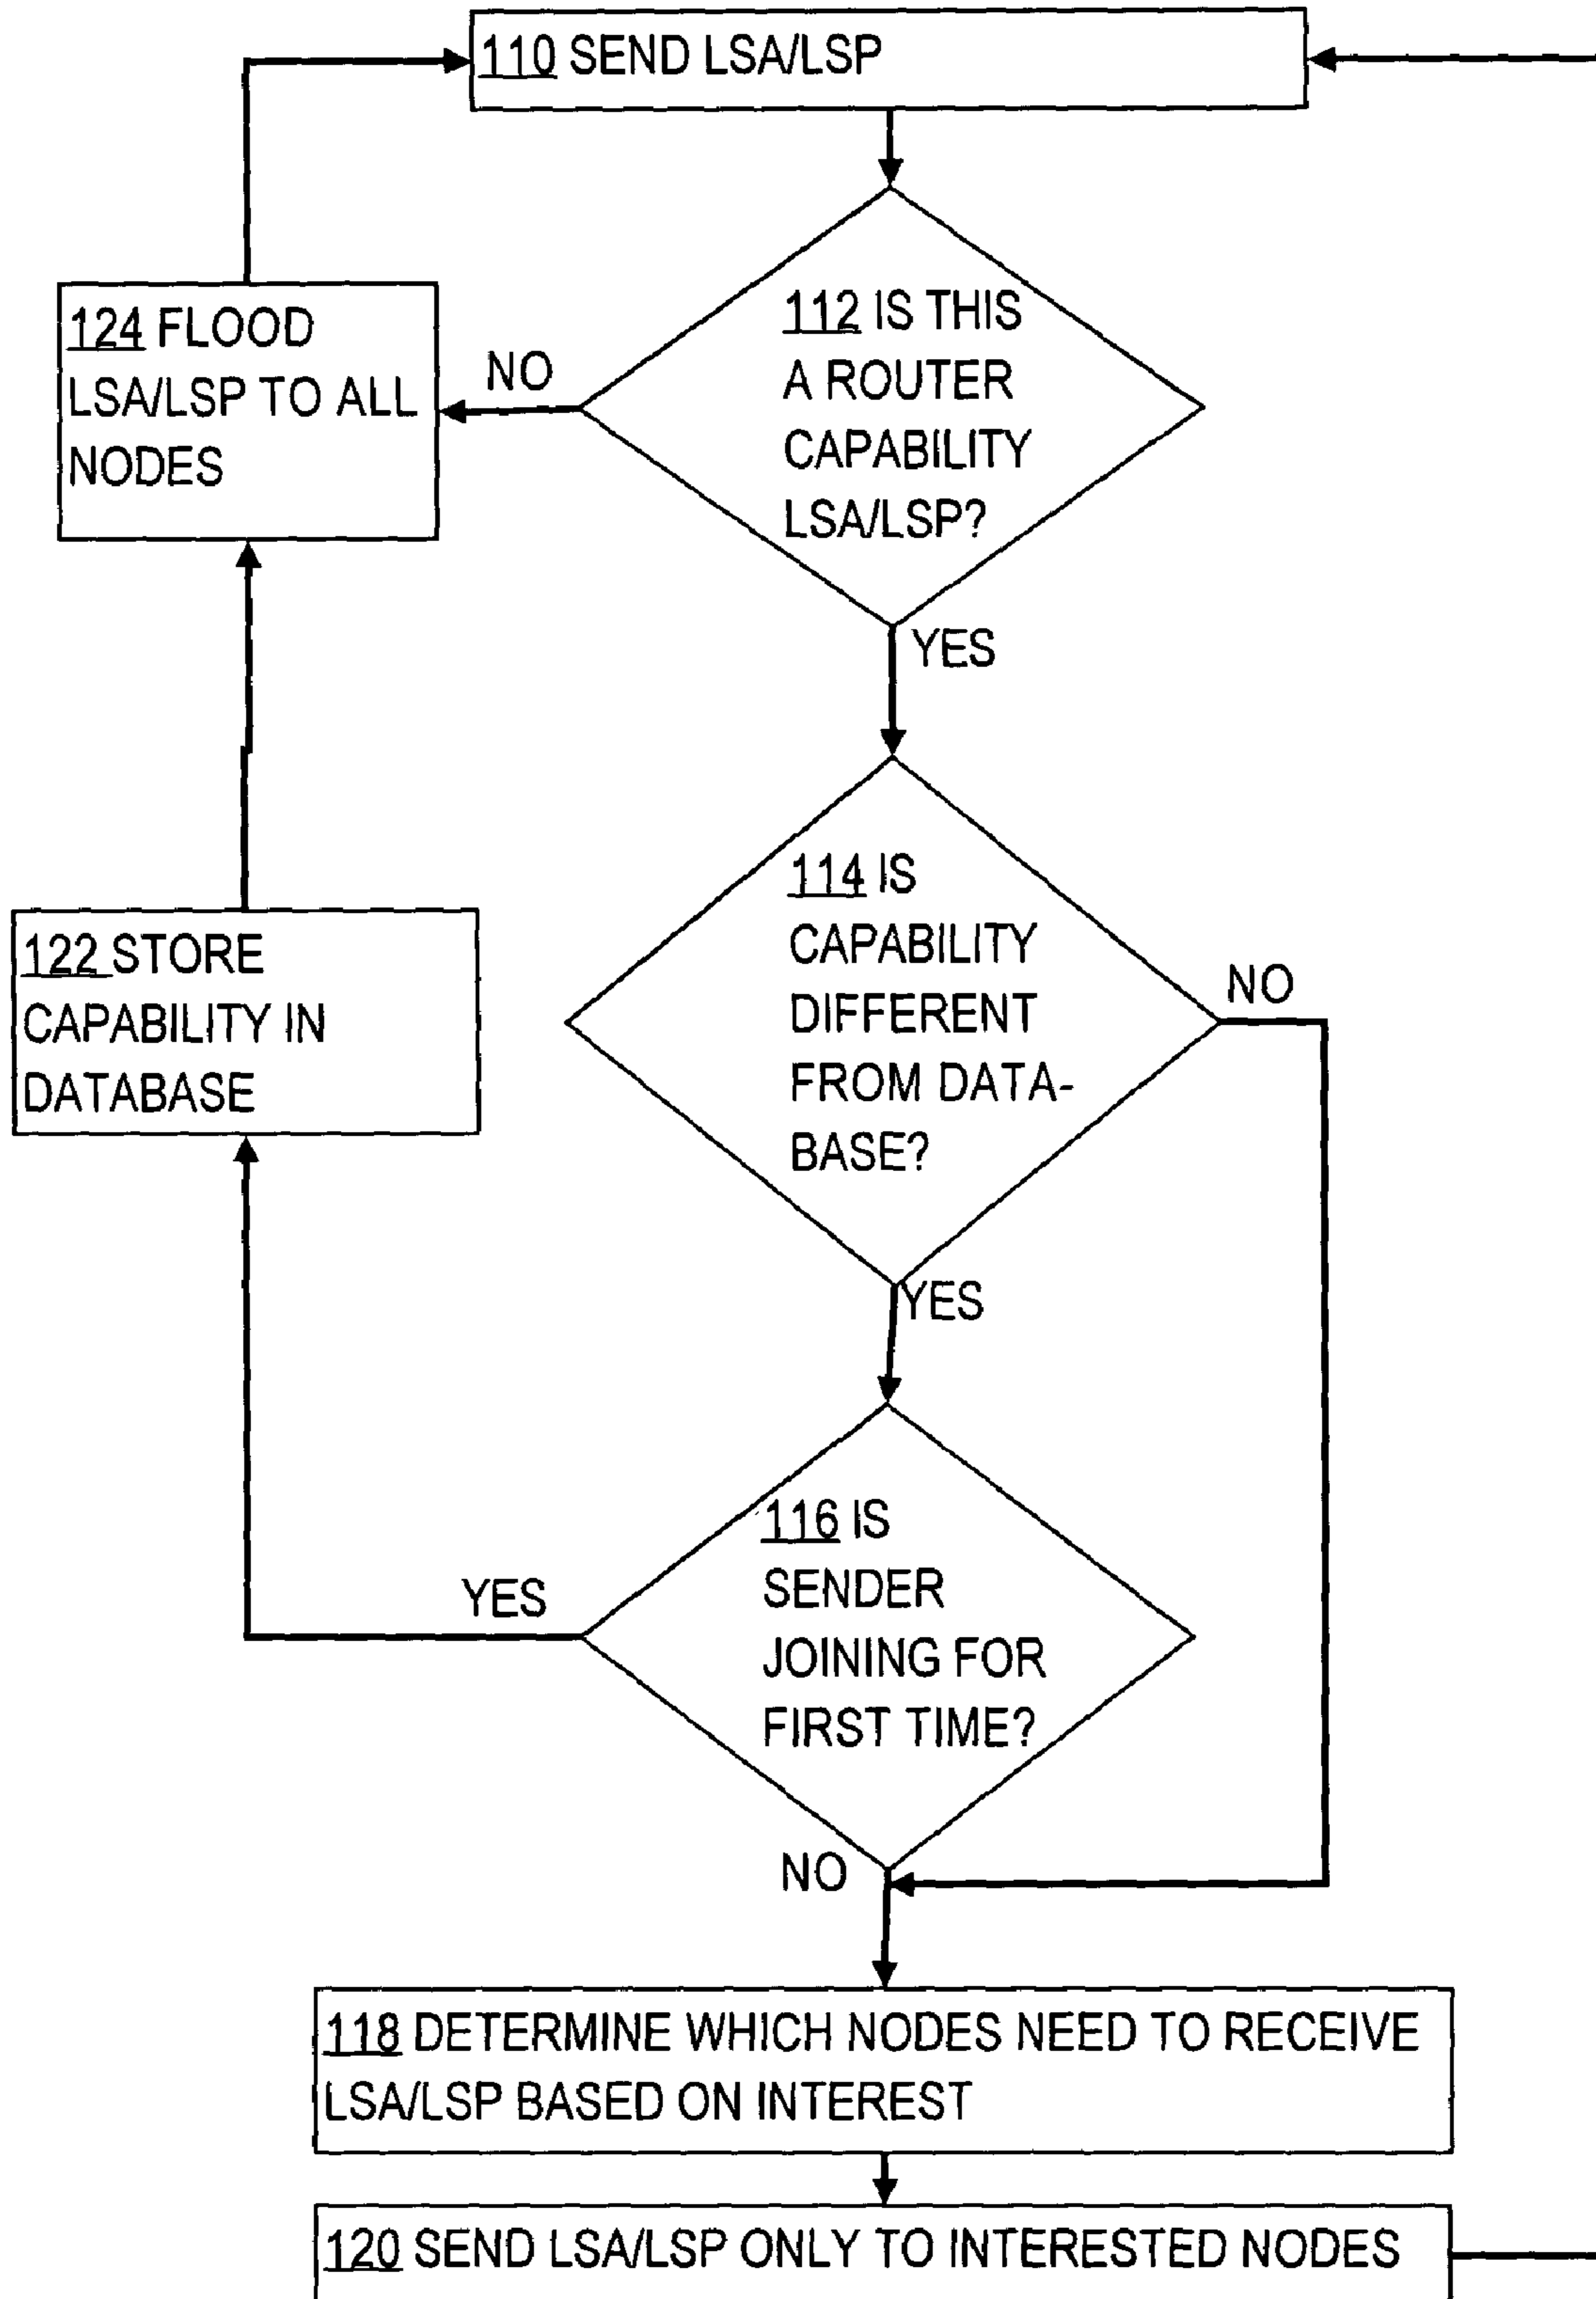 110 SEND LSA/LSP
112 IS THIS
A ROUTER
CAPABILITY
LSA/LSP?
NO
124 FLOOD
LSA/LSP TO ALL
NODES
YES
114 IS
CAPABILITY
DIFFERENT
FROM DATA-
BASE?
NO
122 STORE
CAPABILITY IN
DATABASE
YES
116 IS
SENDER
JOINING FOR
FIRST TIME?
YES
NO
118 DETERMINE WHICH NODES NEED TO RECEIVE
LSA/LSP BASED ON INTEREST
120 SEND LSA/LSP ONLY TO INTERESTED NODES